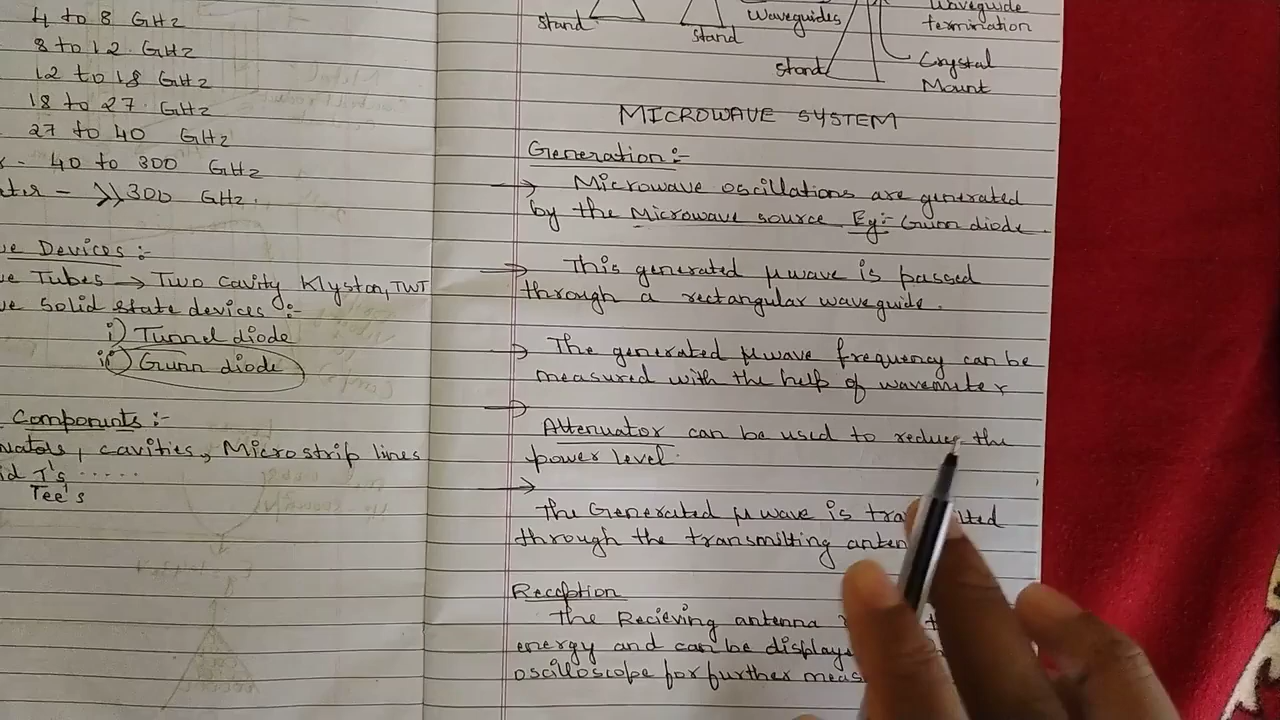 4 to 8 GHz
8 to 12 GHz
12 to 18 GHz
18 to 27 GHz
27 to 40 GHz
- 40 to 300 GHz
- >>300 GHz.
Devices :-
Tubes → Two Cavity Klyston, TWT
Solid state devices :-
i) Tunnel diode
ii) Gunn diode
Components :-
, cavities, Microstrip lines
T's .....
Tee's
Stand
Stand
Waveguides
Stand
Waveguide
termination
Crystal
Mount
MICROWAVE SYSTEM
Generation :-
→ Microwave oscillations are generated
by the Microwave source Eg:- Gunn diode.
→ This generated μwave is passed
through a rectangular waveguide.
→ The generated μwave frequency can be
measured with the help of wavemeter
→ Attenuator can be used to reduce the
power level.
→
The Generated μwave is
through the transmitting
Reception
The Recieving antenna
energy and can be
oscilloscope for further